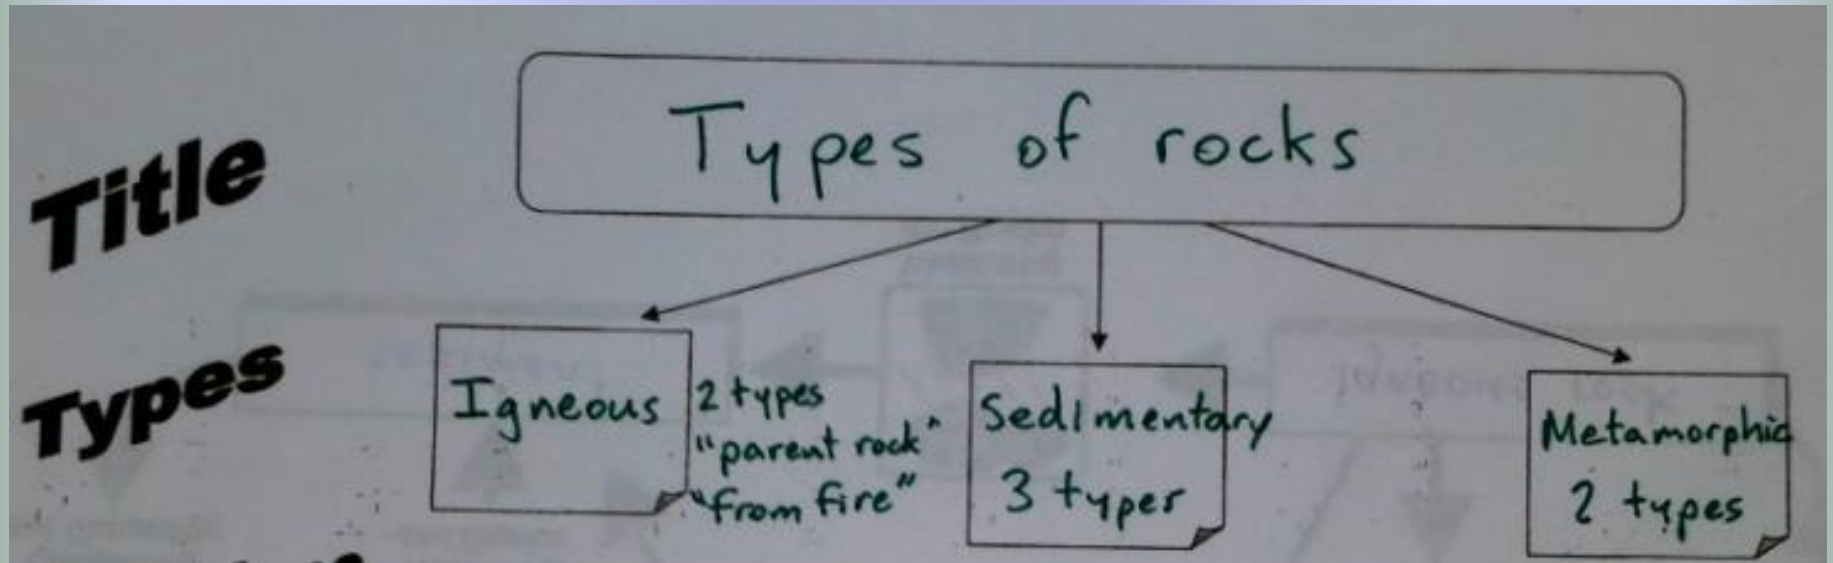 Title
Types of rocks
Types
Igneous
2 types
"parent rock"
"from fire"
Sedimentary
3 typer
Metamorphic
2 types